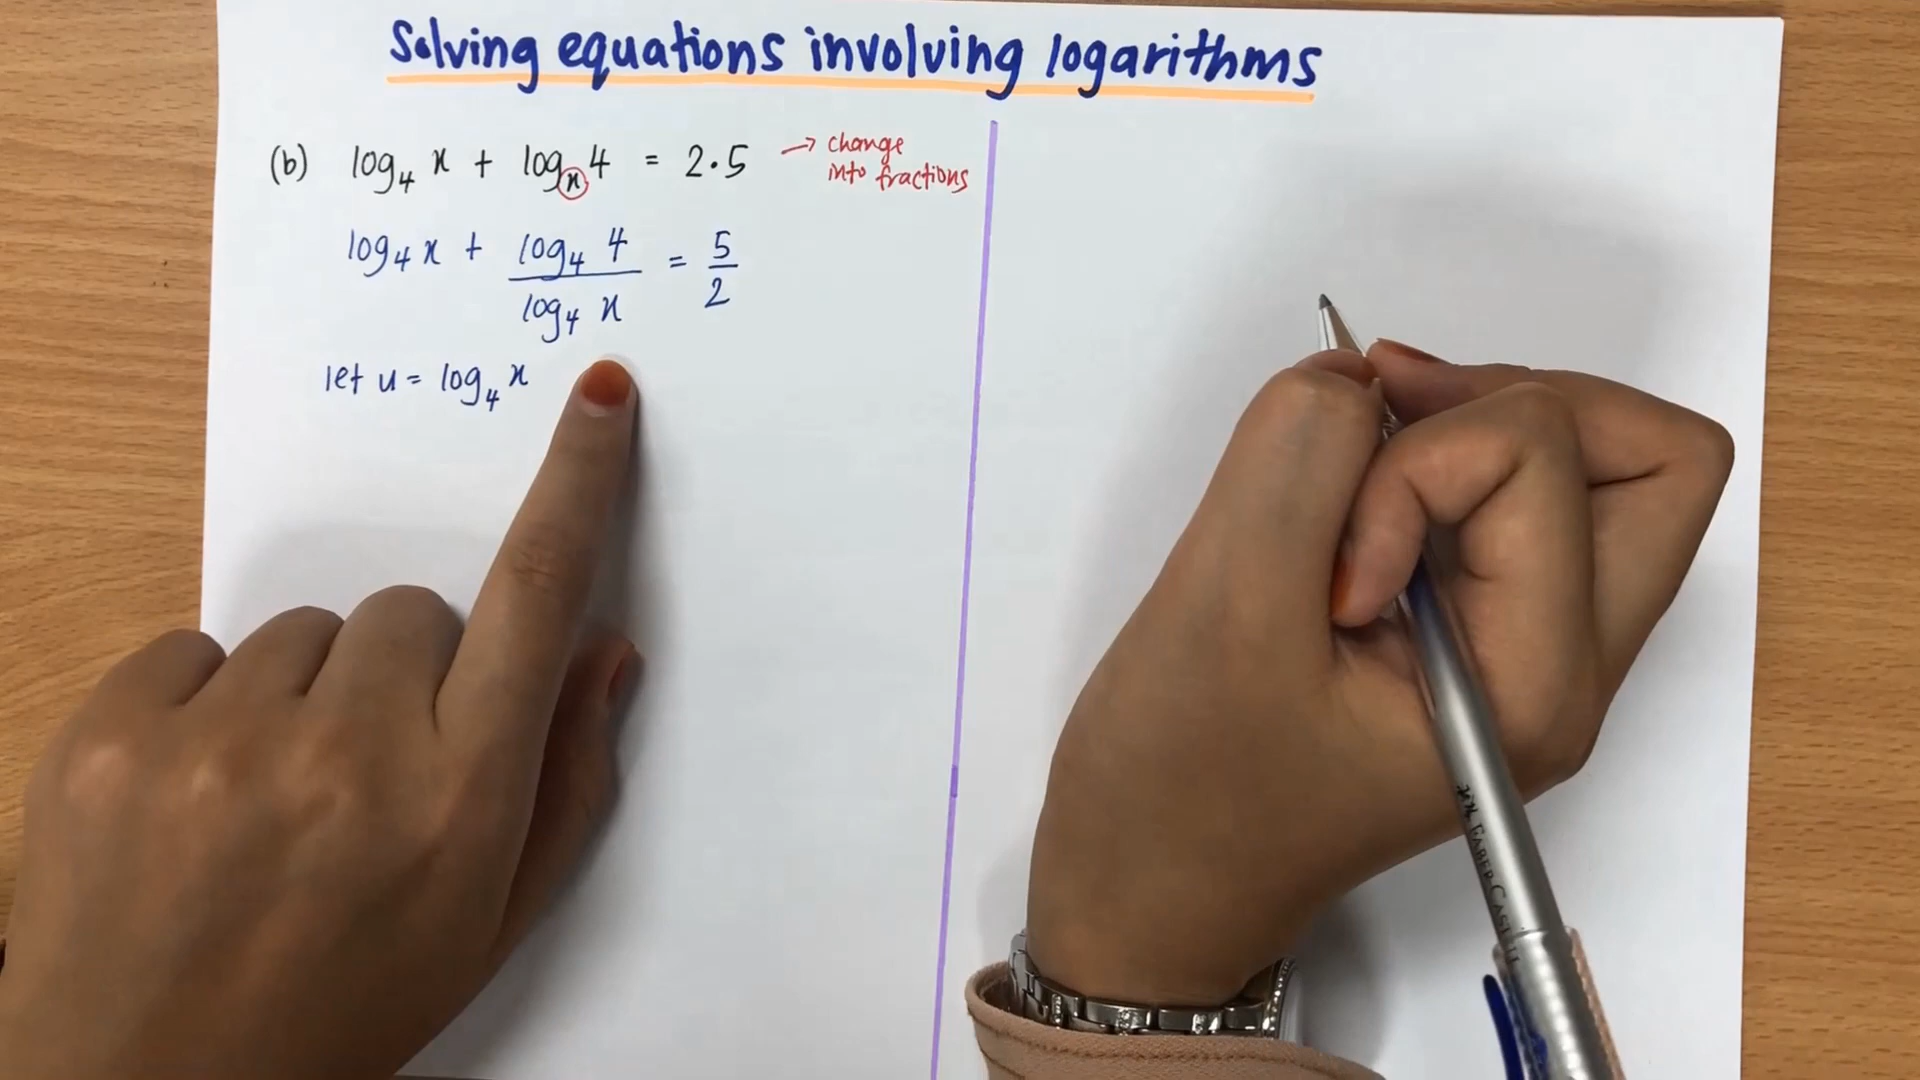 Solving equations involving logarithms
(b) log₄ x + logₓ 4 = 2.5 → change
into fractions
log₄ x + log₄ 4 / log₄ x = 5/2
let u = log₄ x
FABER-CASTELL